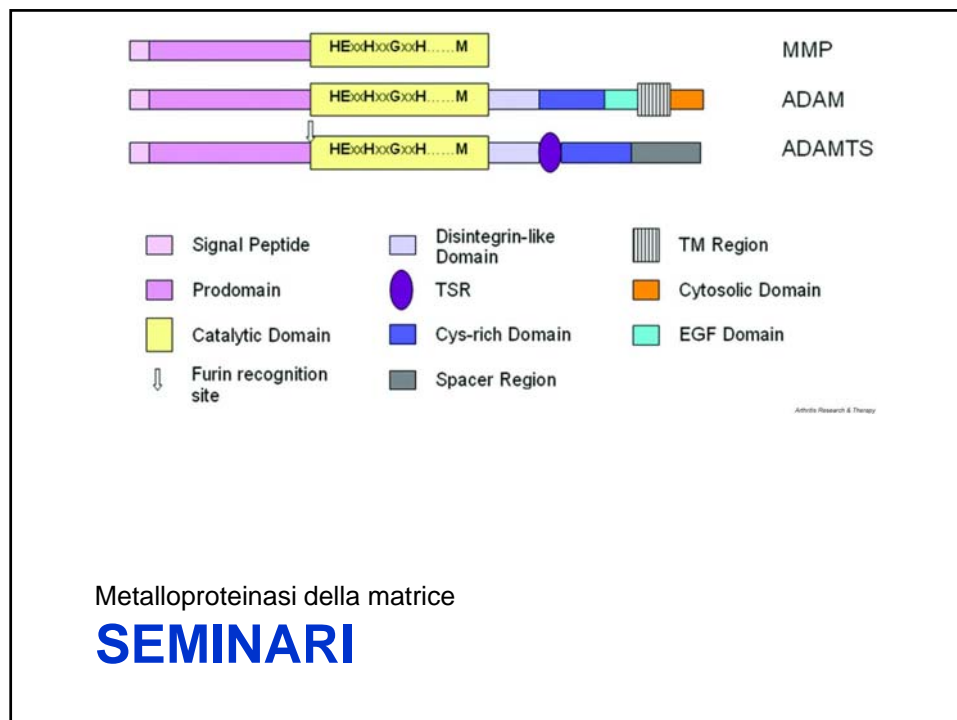 HExxHxxGxxH......M
MMP
HExxHxxGxxH......M
ADAM
HExxHxxGxxH......M
ADAMTS
Signal Peptide
Disintegrin-like
Domain
TM Region
Prodomain
TSR
Cytosolic Domain
Catalytic Domain
Cys-rich Domain
EGF Domain
Furin recognition
site
Spacer Region
Arthritis Research & Therapy
Metalloproteinasi della matrice
SEMINARI